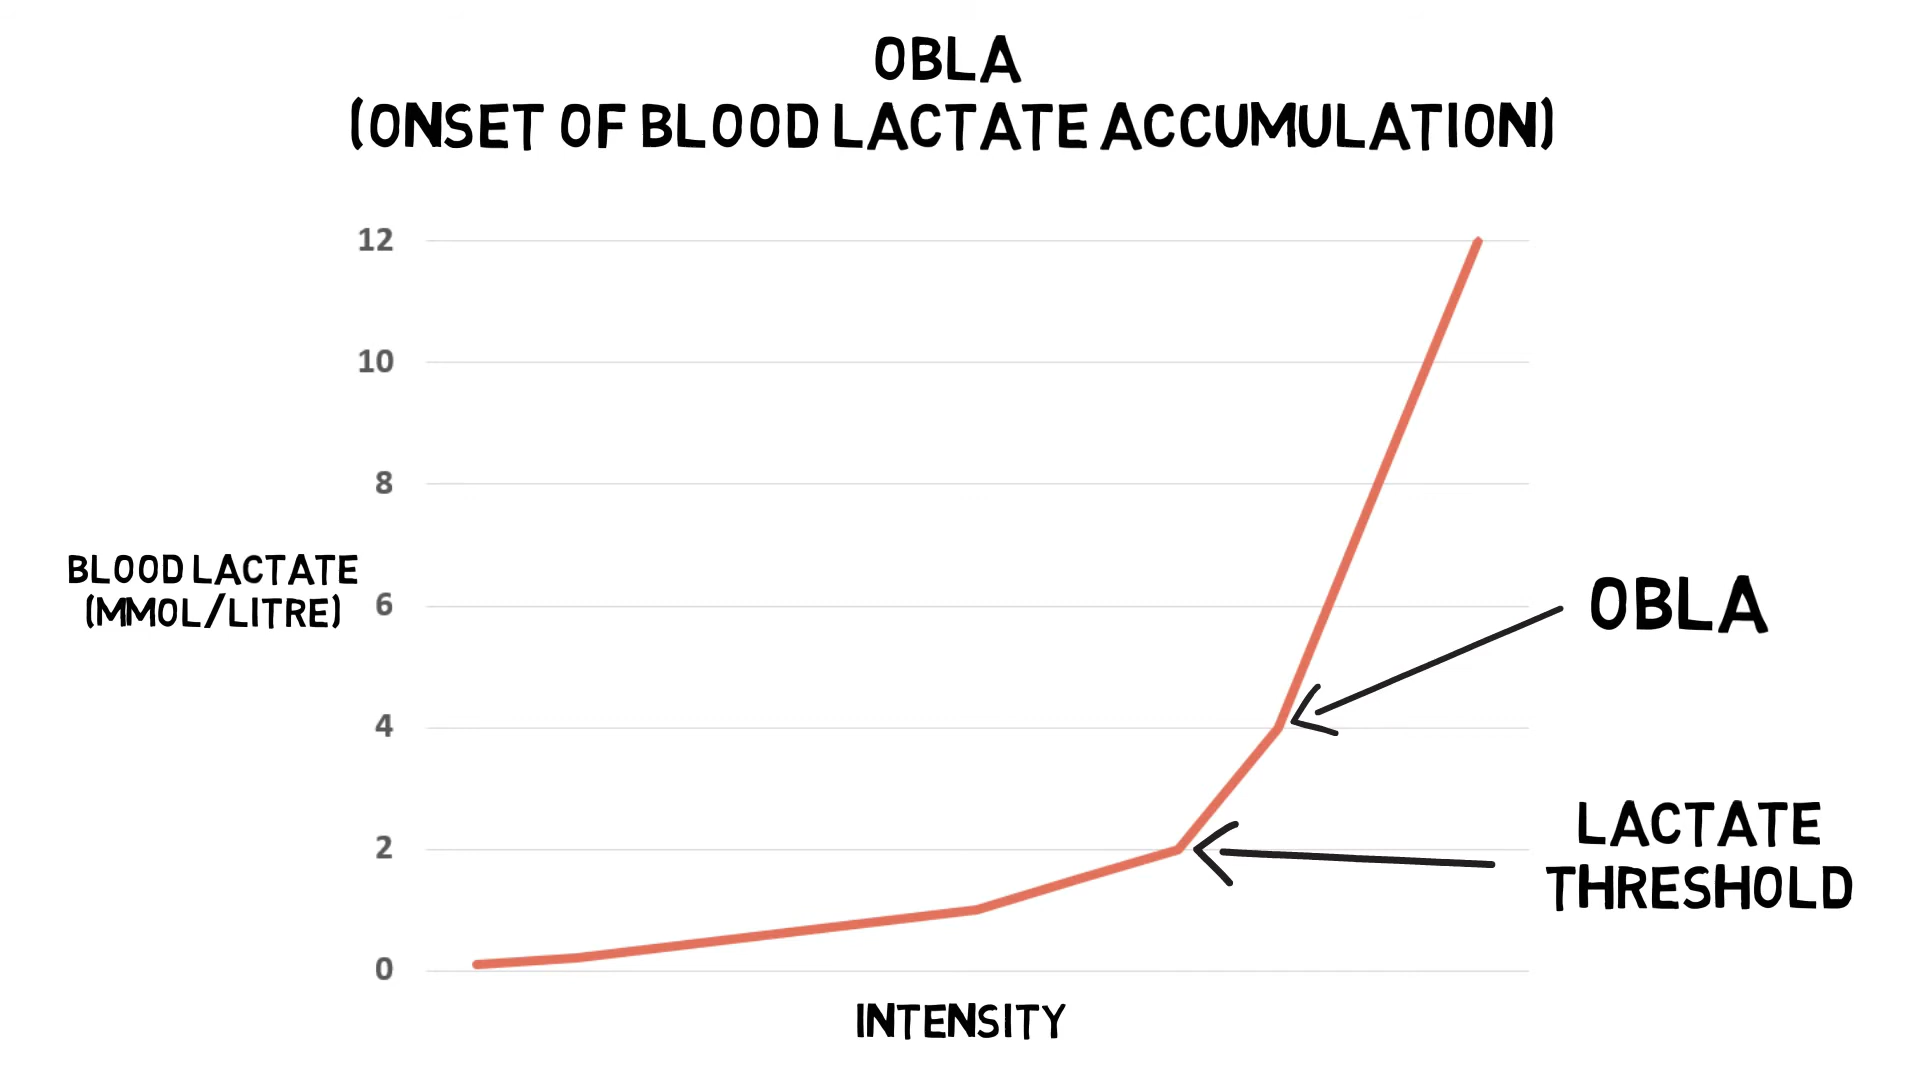 OBLA
(ONSET OF BLOOD LACTATE ACCUMULATION)
12
10
8
BLOOD LACTATE
(MMOL/LITRE)
6
OBLA
4
LACTATE
THRESHOLD
2
0
INTENSITY